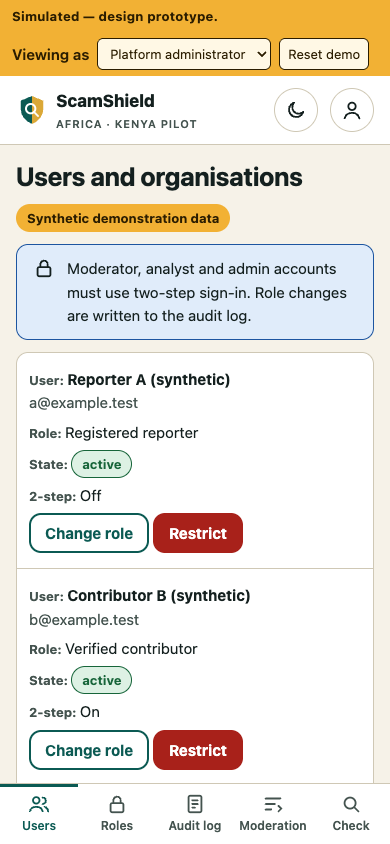 Simulated — design prototype.
Viewing as Platform administrator Reset demo
ScamShield
AFRICA · KENYA PILOT
Users and organisations
Synthetic demonstration data
Moderator, analyst and admin accounts
must use two-step sign-in. Role changes
are written to the audit log.
User: Reporter A (synthetic)
a@example.test
Role: Registered reporter
State: active
2-step: Off
Change role Restrict
User: Contributor B (synthetic)
b@example.test
Role: Verified contributor
State: active
2-step: On
Change role Restrict
Users Roles Audit log Moderation Check